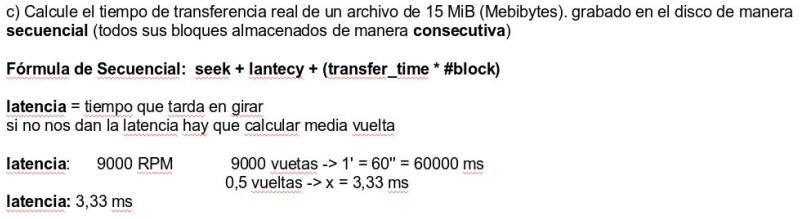 c) Calcule el tiempo de transferencia real de un archivo de 15 MiB (Mebibytes). grabado en el disco de manera
secuencial (todos sus bloques almacenados de manera consecutiva)
Fórmula de Secuencial: seek + lantecy + (transfer_time * #block)
latencia = tiempo que tarda en girar
si no nos dan la latencia hay que calcular media vuelta
latencia: 9000 RPM 9000 vuetas -> 1' = 60'' = 60000 ms
0,5 vueltas -> x = 3,33 ms
latencia: 3,33 ms